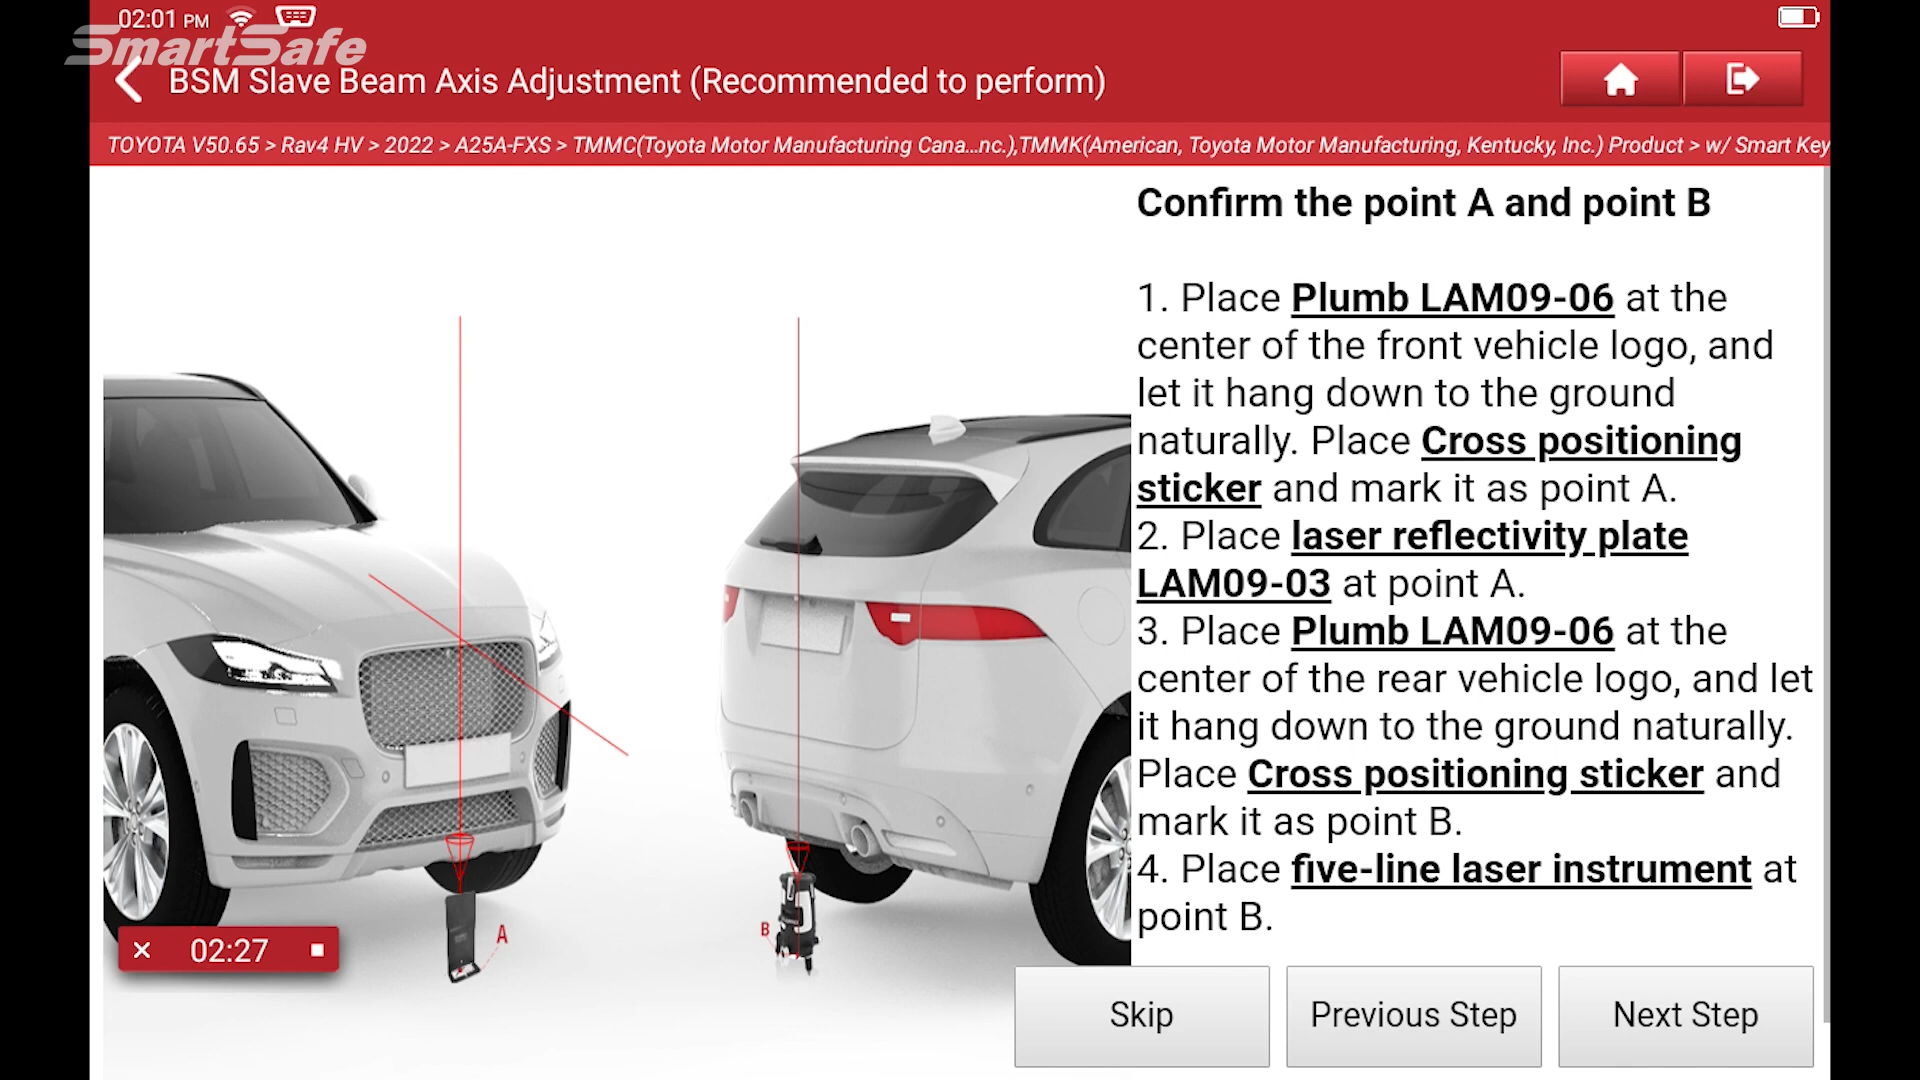 02:01 PM
SmartSafe
BSM Slave Beam Axis Adjustment (Recommended to perform)
TOYOTA V50.65 > Rav4 HV > 2022 > A25A-FXS > TMMC(Toyota Motor Manufacturing Cana...nc.),TMMK(American, Toyota Motor Manufacturing, Kentucky, Inc.) Product > w/ Smart Key
Confirm the point A and point B
1. Place Plumb LAM09-06 at the
center of the front vehicle logo, and
let it hang down to the ground
naturally. Place Cross positioning
sticker and mark it as point A.
2. Place laser reflectivity plate
LAM09-03 at point A.
3. Place Plumb LAM09-06 at the
center of the rear vehicle logo, and let
it hang down to the ground naturally.
Place Cross positioning sticker and
mark it as point B.
4. Place five-line laser instrument at
point B.
A
B
02:27
Skip
Previous Step
Next Step